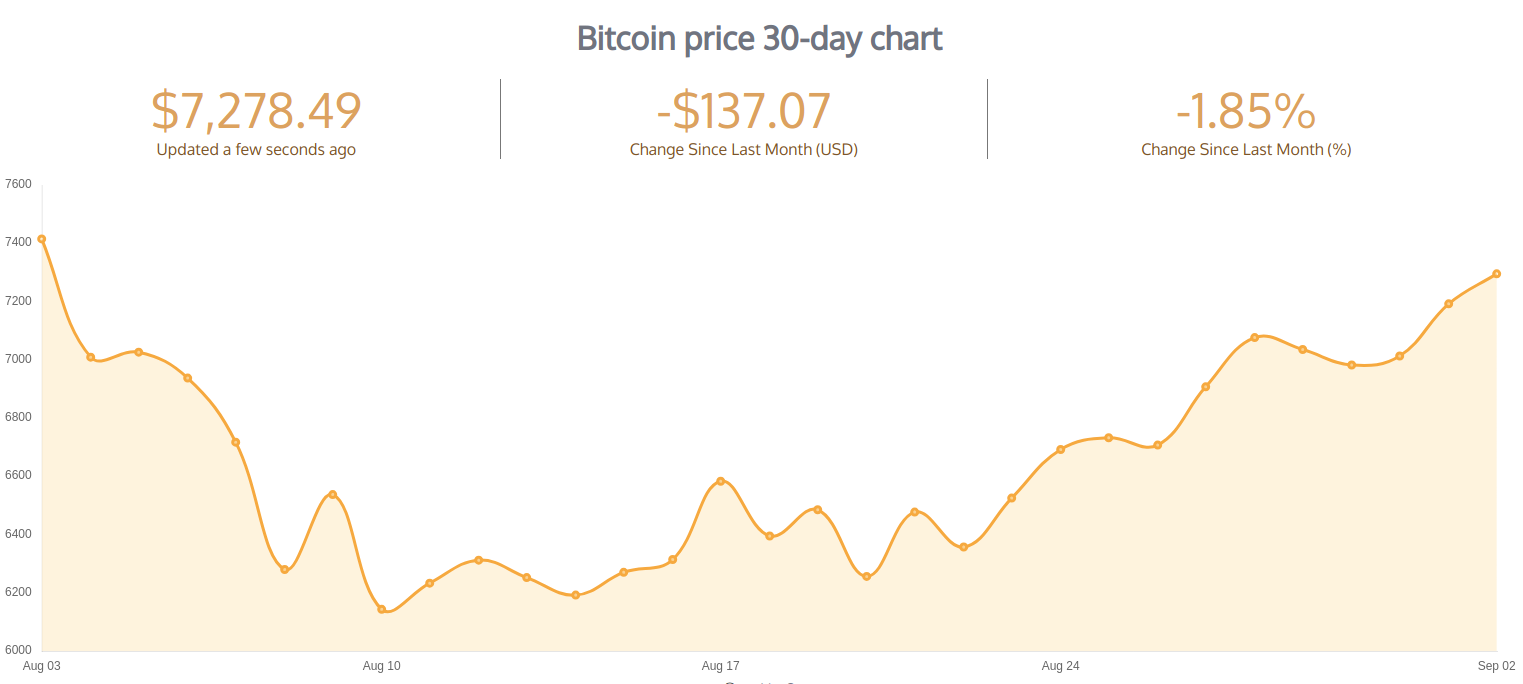 Bitcoin price 30-day chart
$7,278.49
Updated a few seconds ago
-$137.07
Change Since Last Month (USD)
-1.85%
Change Since Last Month (%)
7600
7400
7200
7000
6800
6600
6400
6200
6000
Aug 03
Aug 10
Aug 17
Aug 24
Sep 02